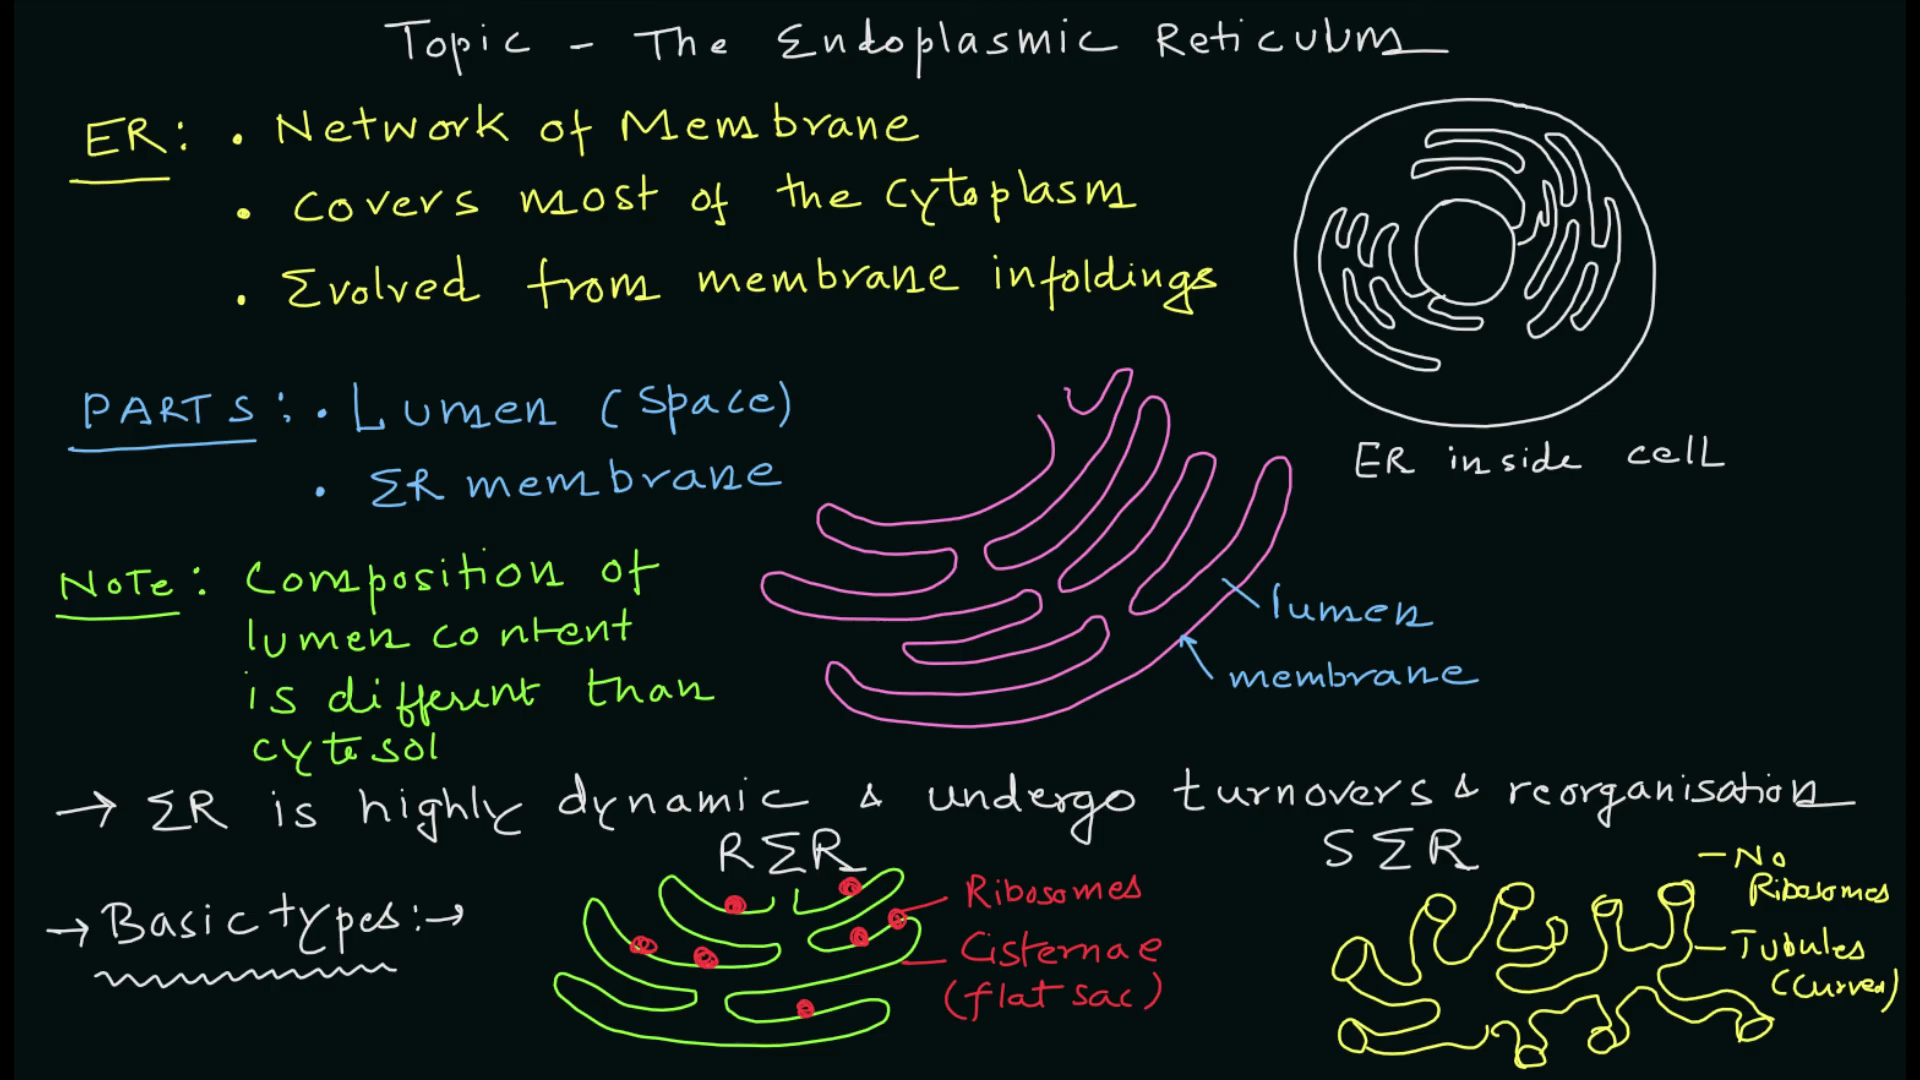 Topic - The Endoplasmic Reticulum
ER: • Network of Membrane
• covers most of the cytoplasm
• Evolved from membrane infoldings
ER inside cell
PARTS: • Lumen (space)
• ER membrane
lumen
membrane
NOTE: Composition of
lumen content
is different than
cytosol
→ ER is highly dynamic & undergo turnovers & reorganisation
→ Basic types: →
RER
Ribosomes
Cisternae
(flat sac)
SER
- No
Ribosomes
- Tubules
(curved)